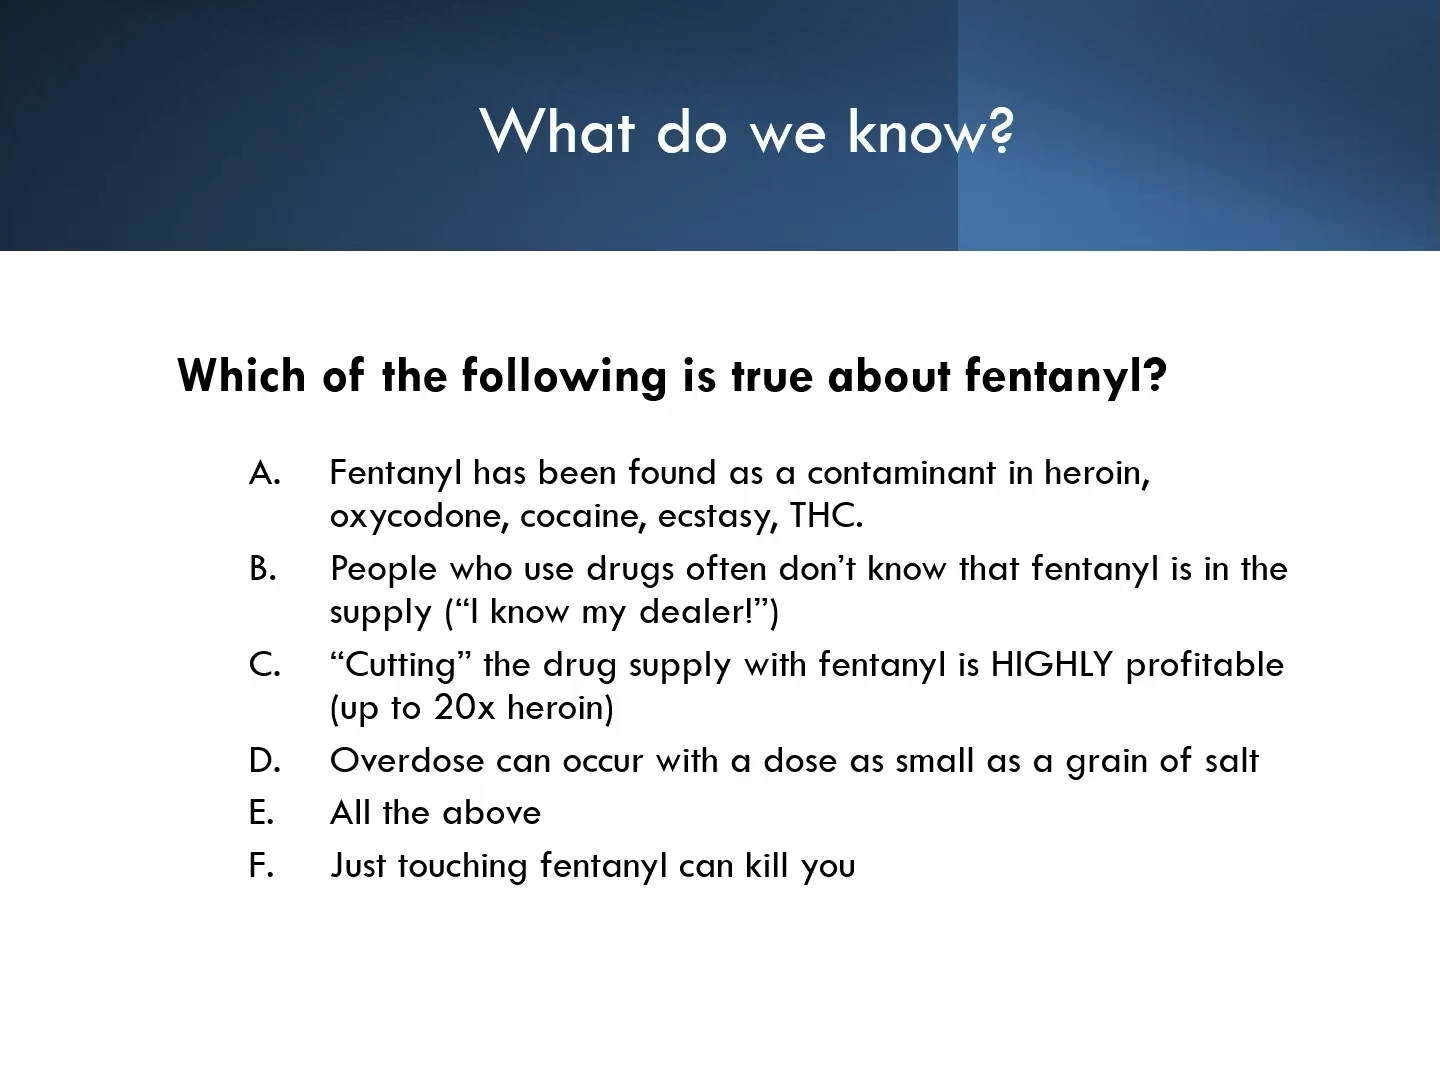 What do we know?
Which of the following is true about fentanyl?
A. Fentanyl has been found as a contaminant in heroin,
oxycodone, cocaine, ecstasy, THC.
B. People who use drugs often don’t know that fentanyl is in the
supply (“I know my dealer!”)
C. “Cutting” the drug supply with fentanyl is HIGHLY profitable
(up to 20x heroin)
D. Overdose can occur with a dose as small as a grain of salt
E. All the above
F. Just touching fentanyl can kill you